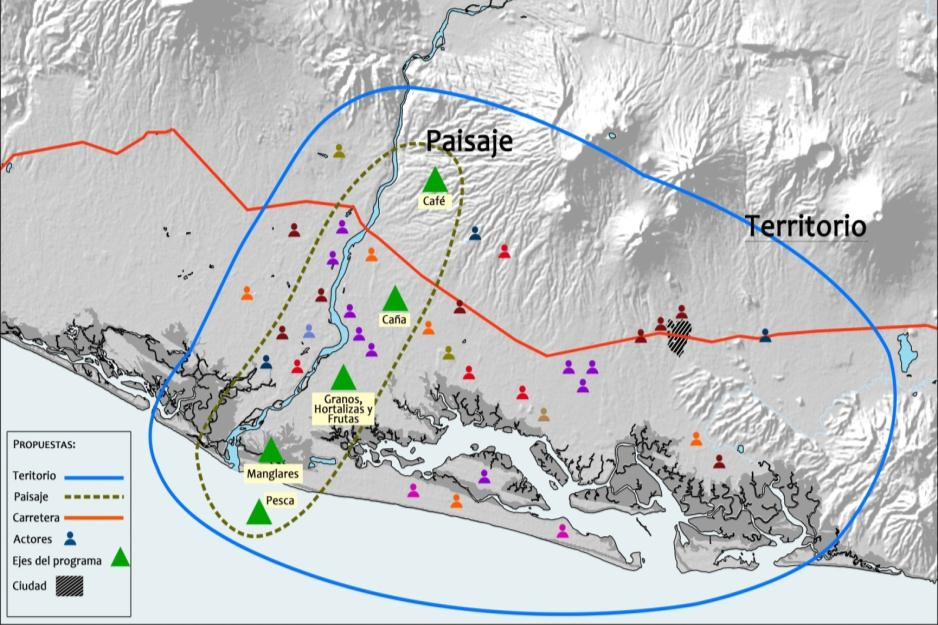 Paisaje
Café
Territorio
Caña
Granos,
Hortalizas y
Frutas
Manglares
Pesca
PROPUESTAS:
Territorio
Paisaje
Carretera
Actores
Ejes del programa
Ciudad